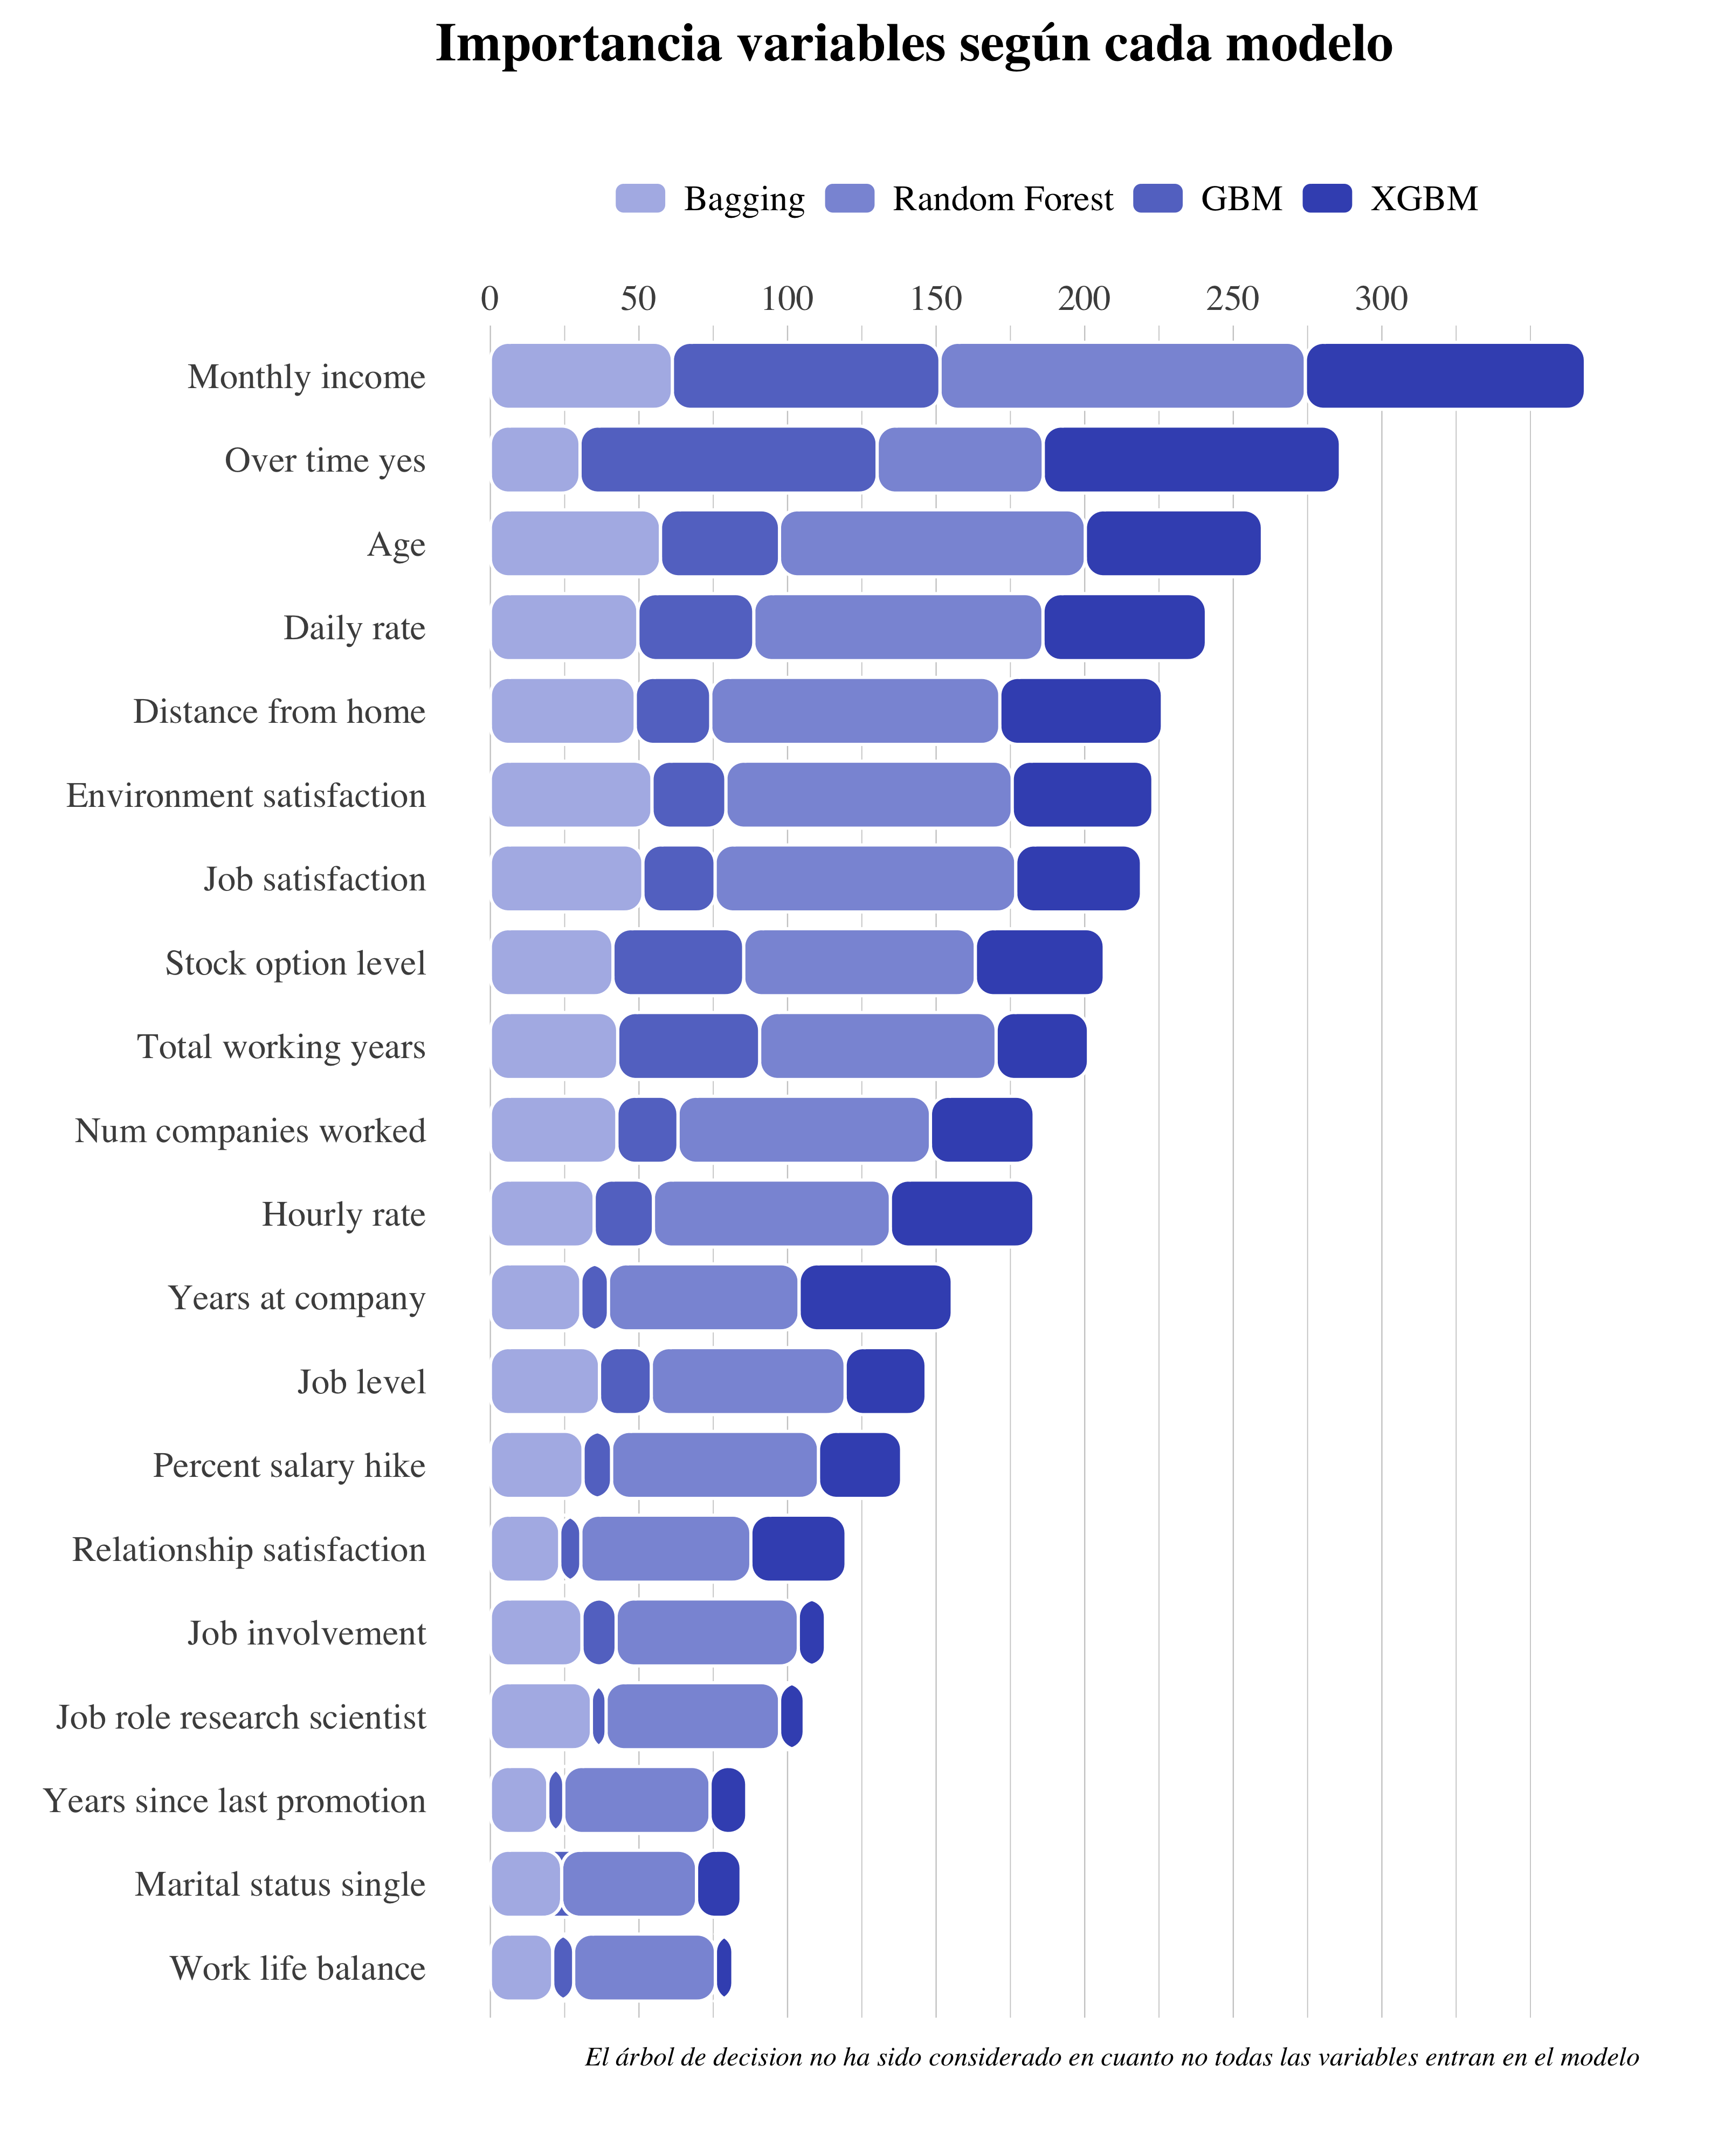 Importancia variables según cada modelo
Bagging Random Forest GBM XGBM
0 50 100 150 200 250 300
Monthly income
Over time yes
Age
Daily rate
Distance from home
Environment satisfaction
Job satisfaction
Stock option level
Total working years
Num companies worked
Hourly rate
Years at company
Job level
Percent salary hike
Relationship satisfaction
Job involvement
Job role research scientist
Years since last promotion
Marital status single
Work life balance
El árbol de decision no ha sido considerado en cuanto no todas las variables entran en el modelo